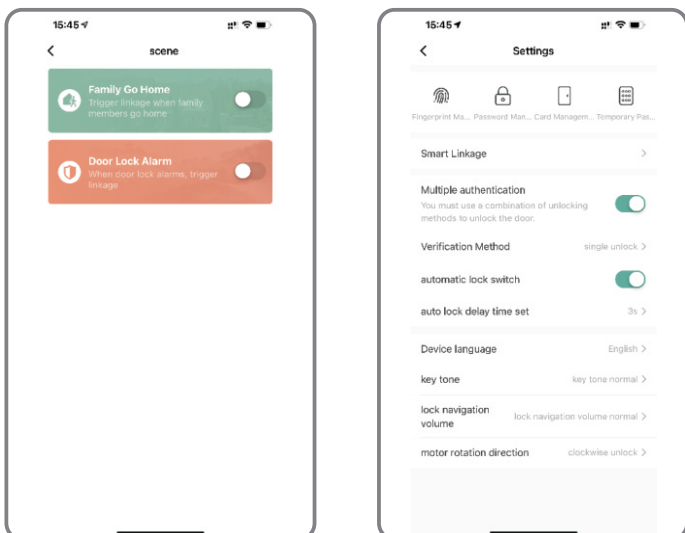 15:45
scene
Family Go Home
Trigger linkage when family
members go home
Door Lock Alarm
When door lock alarms, trigger
linkage
15:45
Settings
Fingerprint Ma... Password Man... Card Managem... Temporary Pas...
Smart Linkage
Multiple authentication
You must use a combination of unlocking
methods to unlock the door.
Verification Method single unlock
automatic lock switch
auto lock delay time set 3s
Device language English
key tone key tone normal
lock navigation
volume lock navigation volume normal
motor rotation direction clockwise unlock